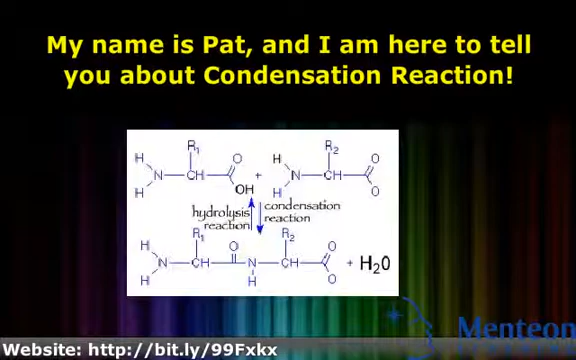 My name is Pat, and I am here to tell
you about Condensation Reaction!
H R₁ O H R₂ O
N CH + N CH
H OH H O
hydrolysis condensation
reaction reaction
H R₁ O R₂ O
N CH N CH + H₂O
H H O
Menteon
Website: http://bit.ly/99Fxkx